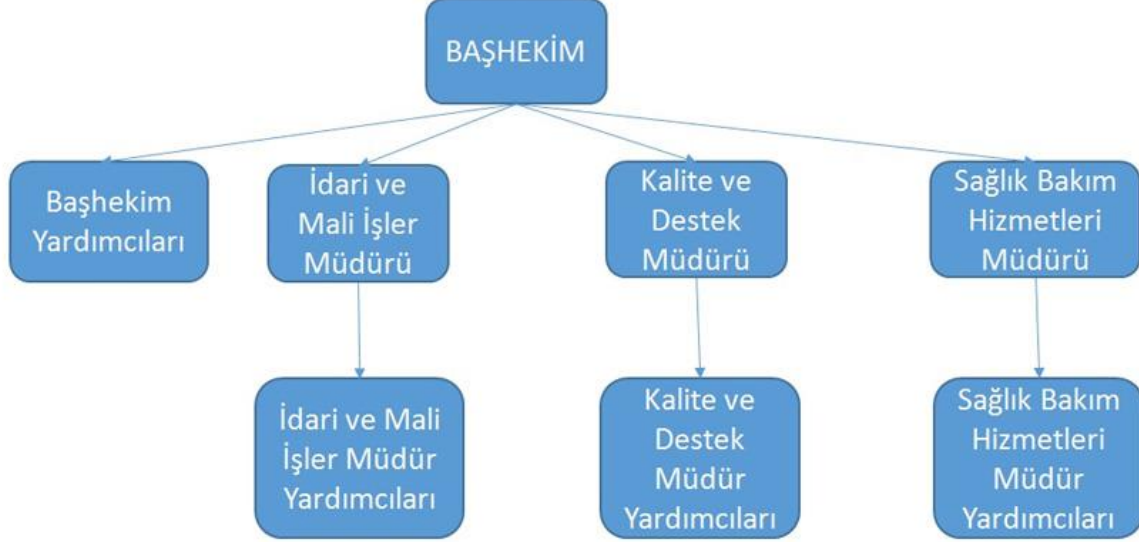 BAŞHEKİM
Başhekim
Yardımcıları
İdari ve
Mali İşler
Müdürü
Kalite ve
Destek
Müdürü
Sağlık Bakım
Hizmetleri
Müdürü
İdari ve Mali
İşler Müdür
Yardımcıları
Kalite ve
Destek
Müdür
Yardımcıları
Sağlık Bakım
Hizmetleri
Müdür
Yardımcıları